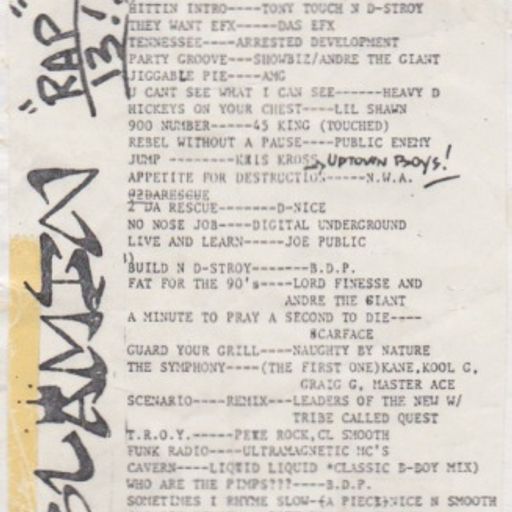 "RAP 13!"
SLAMIN
HITTIN INTRO----TONY TOUCH N D-STROY
THEY WANT EFX-----DAS EFX
TENNESSEE----ARRESTED DEVELOPMENT
PARTY GROOVE---SHOWBIZ/ANDRE THE GIANT
JIGGABLE PIE----AMG
U CANT SEE WHAT I CAN SEE------HEAVY D
HICKEYS ON YOUR CHEST----LIL SHAWN
900 NUMBER-----45 KING (TOUCHED)
REBEL WITHOUT A PAUSE----PUBLIC ENEMY
JUMP --------KRIS KROSS, UPTOWN BOYS!
APPETITE FOR DESTRUCTION-----N.W.A.
02DARESCUE
2 DA RESCUE-------D-NICE
NO NOSE JOB----DIGITAL UNDERGROUND
LIVE AND LEARN-----JOE PUBLIC
BUILD N D-STROY-------B.D.P.
FAT FOR THE 90's----LORD FINESSE AND
ANDRE THE GIANT
A MINUTE TO PRAY A SECOND TO DIE----
SCARFACE
GUARD YOUR GRILL----NAUGHTY BY NATURE
THE SYMPHONY----(THE FIRST ONE)KANE,KOOL G,
GRAIG G, MASTER ACE
SCENARIO----REMIX---LEADERS OF THE NEW W/
TRIBE CALLED QUEST
T.R.O.Y.-----PETE ROCK,CL SMOOTH
FUNK RADIO----ULTRAMAGNETIC MC'S
CAVERN----LIQUID LIQUID *CLASSIC B-BOY MIX)
WHO ARE THE PIMPS???----B.D.P.
SOMETIMES I RHYME SLOW-(A PIECE)NICE N SMOOTH